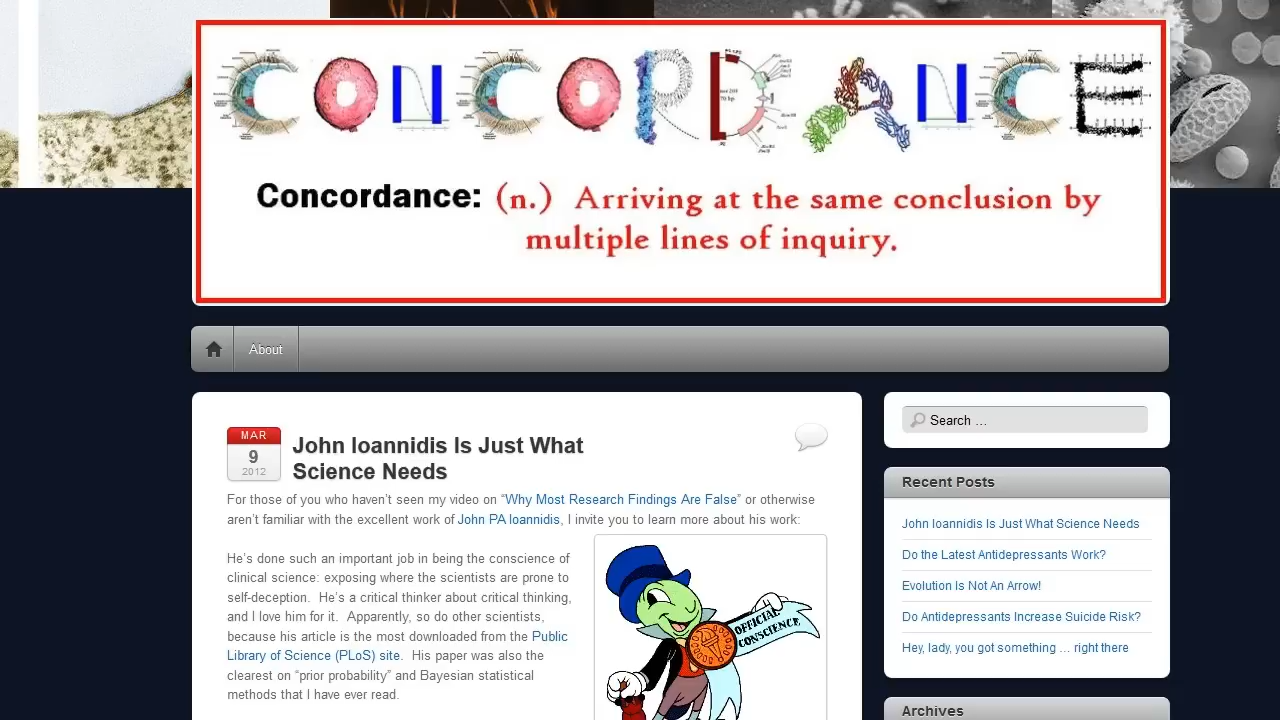 CONCORDANCE
Concordance: (n.) Arriving at the same conclusion by
multiple lines of inquiry.
About
Search …
MAR
9
2012
John Ioannidis Is Just What
Science Needs
For those of you who haven’t seen my video on “Why Most Research Findings Are False” or otherwise
aren’t familiar with the excellent work of John PA Ioannidis, I invite you to learn more about his work:
He’s done such an important job in being the conscience of
clinical science: exposing where the scientists are prone to
self-deception.  He’s a critical thinker about critical thinking,
and I love him for it.  Apparently, so do other scientists,
because his article is the most downloaded from the Public
Library of Science (PLoS) site.  His paper was also the
clearest on “prior probability” and Bayesian statistical
methods that I have ever read.
OFFICIAL
CONSCIENCE
Recent Posts
John Ioannidis Is Just What Science Needs
Do the Latest Antidepressants Work?
Evolution Is Not An Arrow!
Do Antidepressants Increase Suicide Risk?
Hey, lady, you got something … right there
Archives